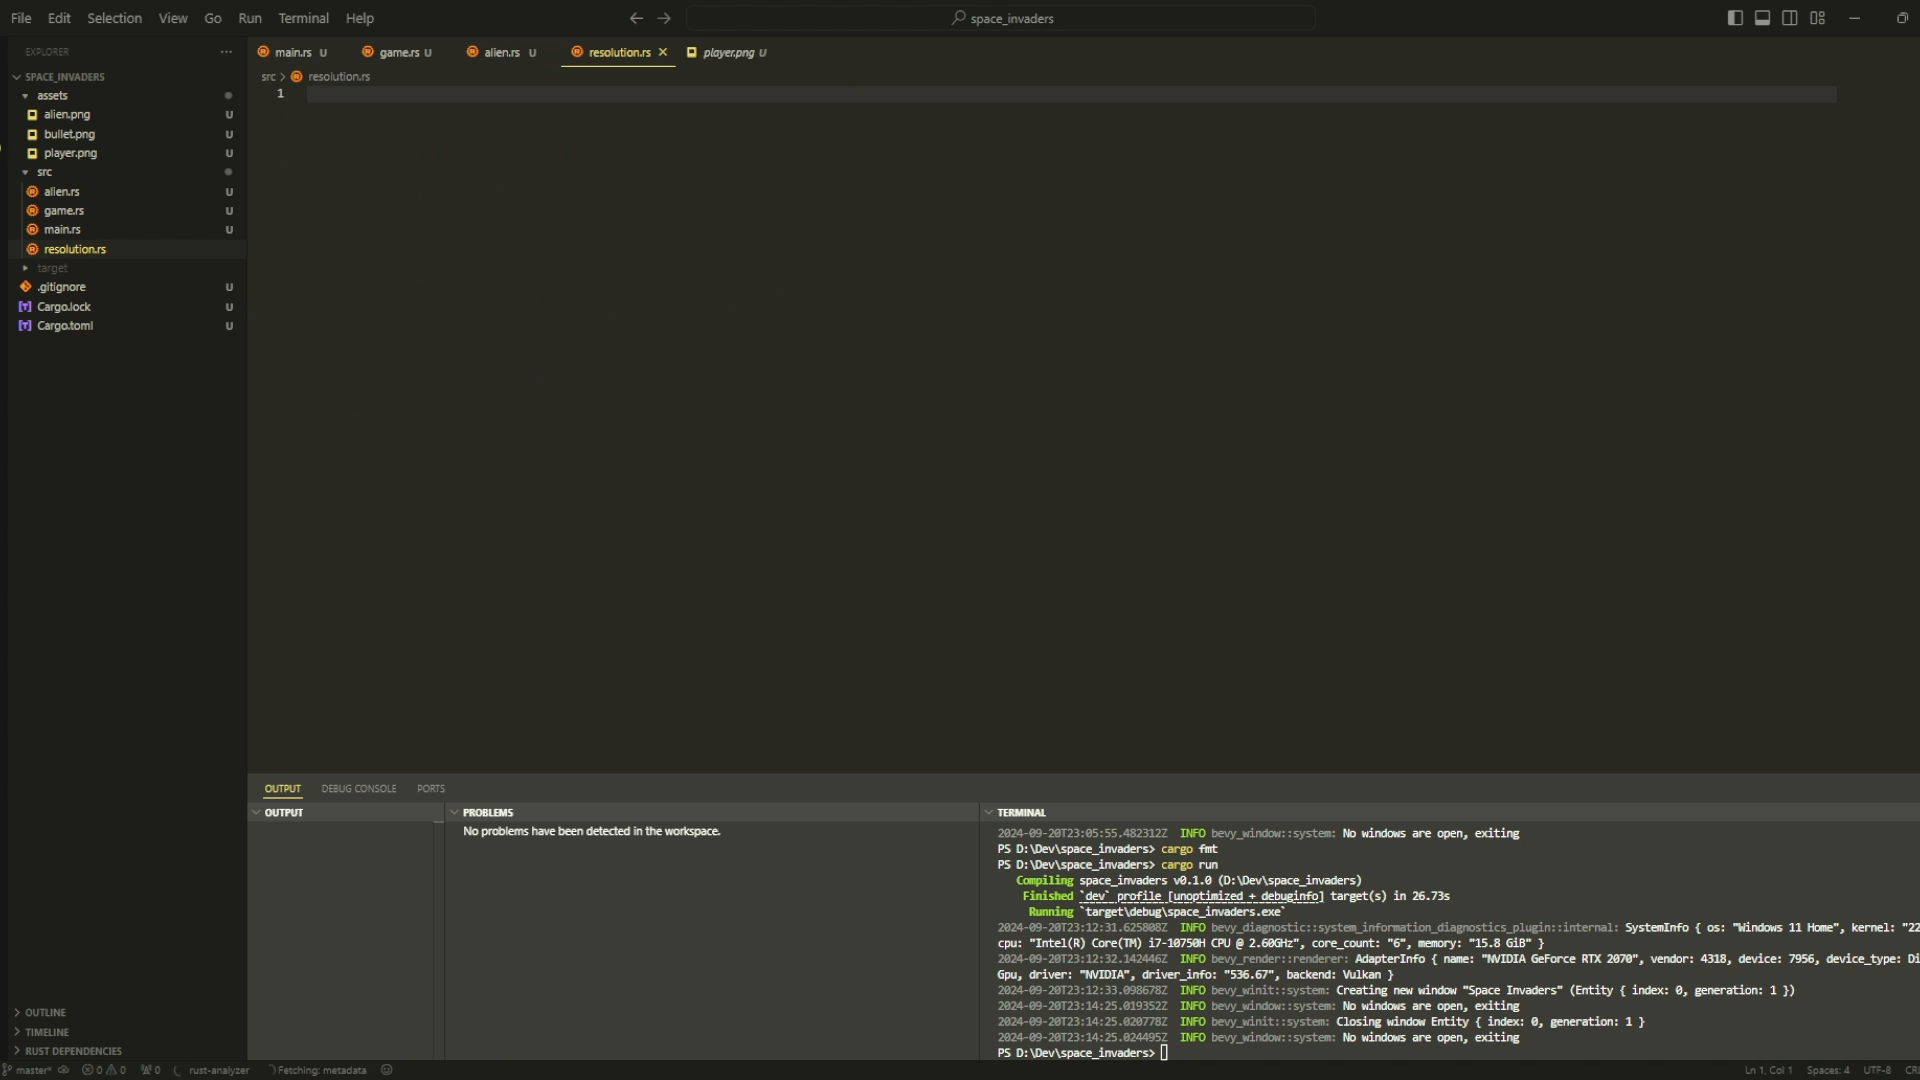 File Edit Selection View Go Run Terminal Help
space_invaders
EXPLORER
main.rs U
game.rs U
alien.rs U
resolution.rs
player.png U
SPACE_INVADERS
src > resolution.rs
1
assets
alien.png U
bullet.png U
player.png U
src
alien.rs U
game.rs U
main.rs U
resolution.rs
target
.gitignore U
Cargo.lock U
Cargo.toml U
OUTPUT DEBUG CONSOLE PORTS
OUTPUT
PROBLEMS
No problems have been detected in the workspace.
TERMINAL
2024-09-20T23:05:55.482312Z INFO bevy_window::system: No windows are open, exiting
PS D:\Dev\space_invaders> cargo fmt
PS D:\Dev\space_invaders> cargo run
Compiling space_invaders v0.1.0 (D:\Dev\space_invaders)
Finished `dev` profile [unoptimized + debuginfo] target(s) in 26.73s
Running `target\debug\space_invaders.exe`
2024-09-20T23:12:31.625808Z INFO bevy_diagnostic::system_information_diagnostics_plugin::internal: SystemInfo { os: "Windows 11 Home", kernel: "22
cpu: "Intel(R) Core(TM) i7-10750H CPU @ 2.60GHz", core_count: "6", memory: "15.8 GiB" }
2024-09-20T23:12:32.142446Z INFO bevy_render::renderer: AdapterInfo { name: "NVIDIA GeForce RTX 2070", vendor: 4318, device: 7956, device_type: Di
Gpu, driver: "NVIDIA", driver_info: "536.67", backend: Vulkan }
2024-09-20T23:12:33.098678Z INFO bevy_winit::system: Creating new window "Space Invaders" (Entity { index: 0, generation: 1 })
2024-09-20T23:14:25.019352Z INFO bevy_window::system: No windows are open, exiting
2024-09-20T23:14:25.020778Z INFO bevy_winit::system: Closing window Entity { index: 0, generation: 1 }
2024-09-20T23:14:25.024495Z INFO bevy_window::system: No windows are open, exiting
PS D:\Dev\space_invaders>
OUTLINE
TIMELINE
RUST DEPENDENCIES
master* 0 0 0 rust-analyzer Fetching: metadata Ln 1, Col 1 Spaces: 4 UTF-8 CR